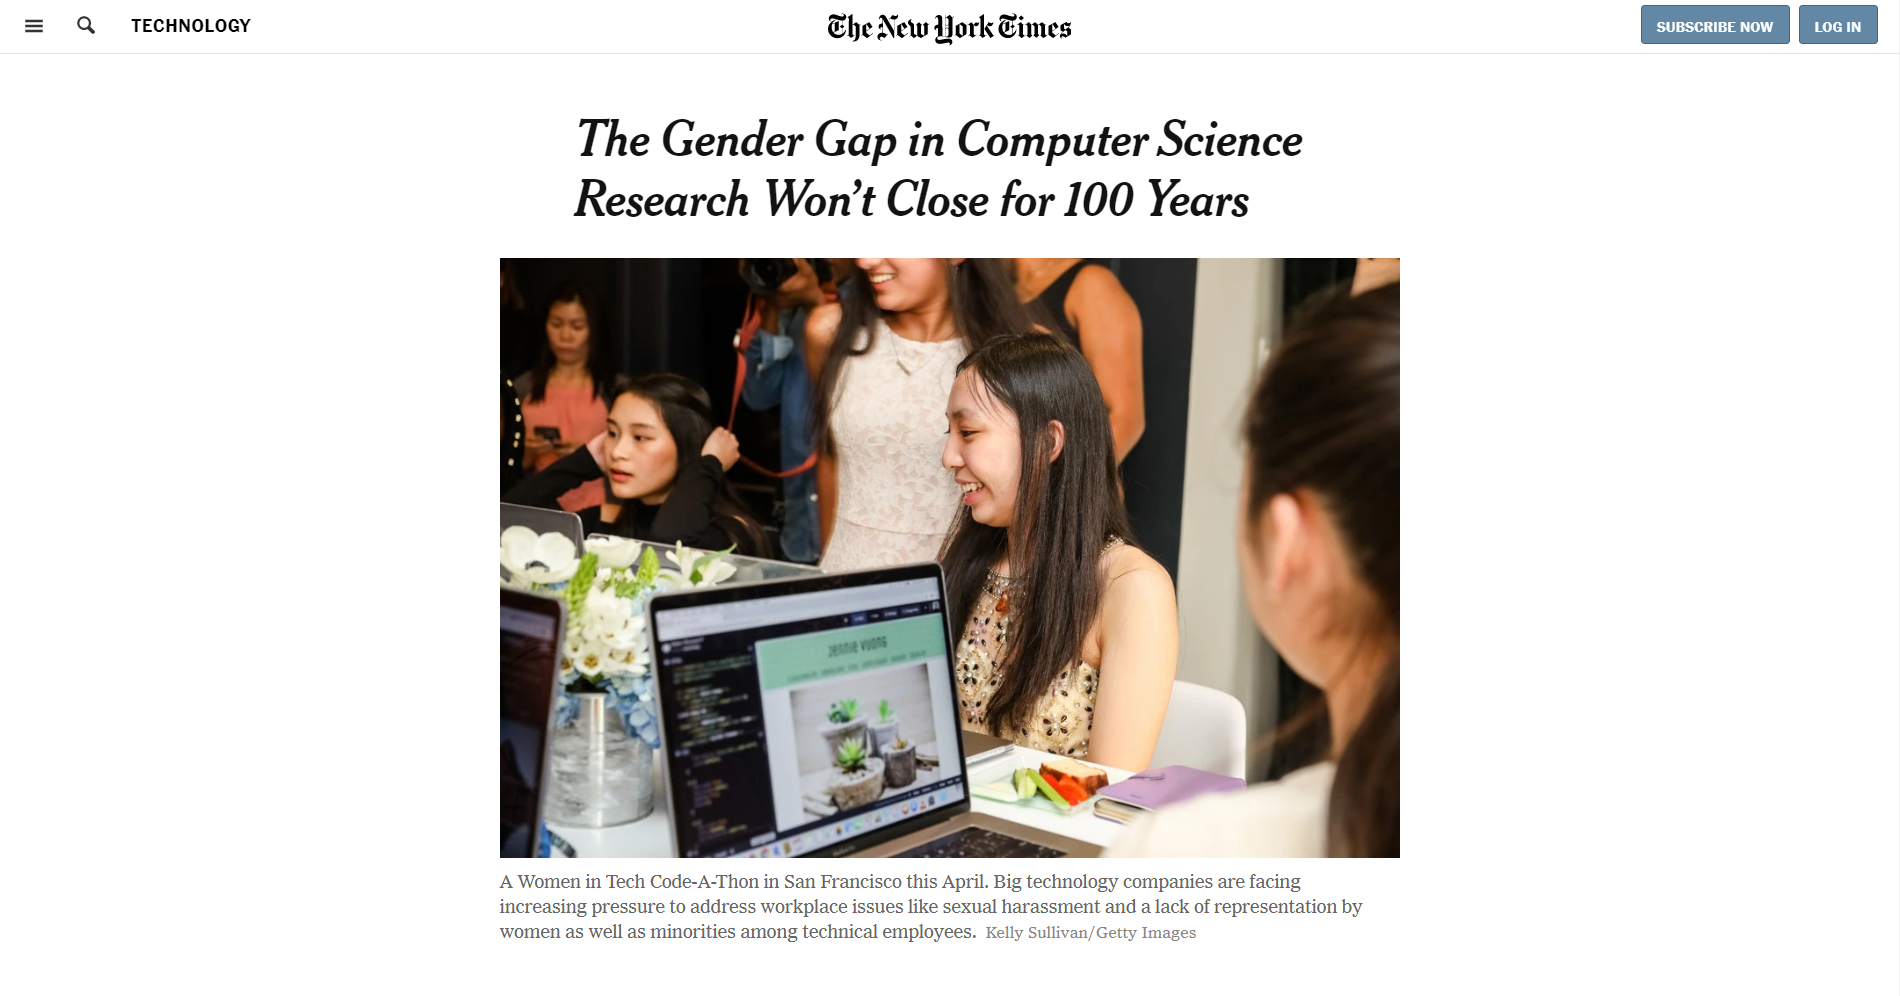 TECHNOLOGY
The New York Times
SUBSCRIBE NOW
LOG IN
The Gender Gap in Computer Science
Research Won’t Close for 100 Years
JENNIE VUONG
A Women in Tech Code-A-Thon in San Francisco this April. Big technology companies are facing
increasing pressure to address workplace issues like sexual harassment and a lack of representation by
women as well as minorities among technical employees. Kelly Sullivan/Getty Images